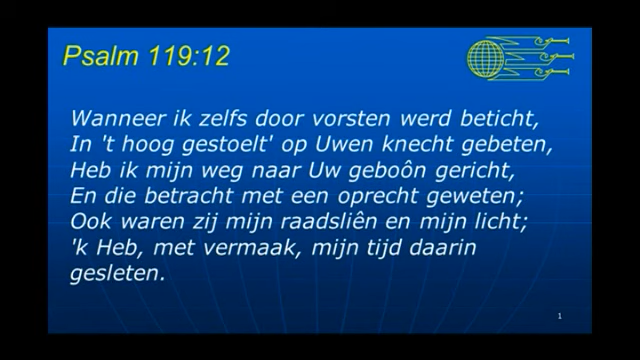 Psalm 119:12
Wanneer ik zelfs door vorsten werd beticht,
In 't hoog gestoelt' op Uwen knecht gebeten,
Heb ik mijn weg naar Uw geboôn gericht,
En die betracht met een oprecht geweten;
Ook waren zij mijn raadsliên en mijn licht;
'k Heb, met vermaak, mijn tijd daarin
gesleten.
1